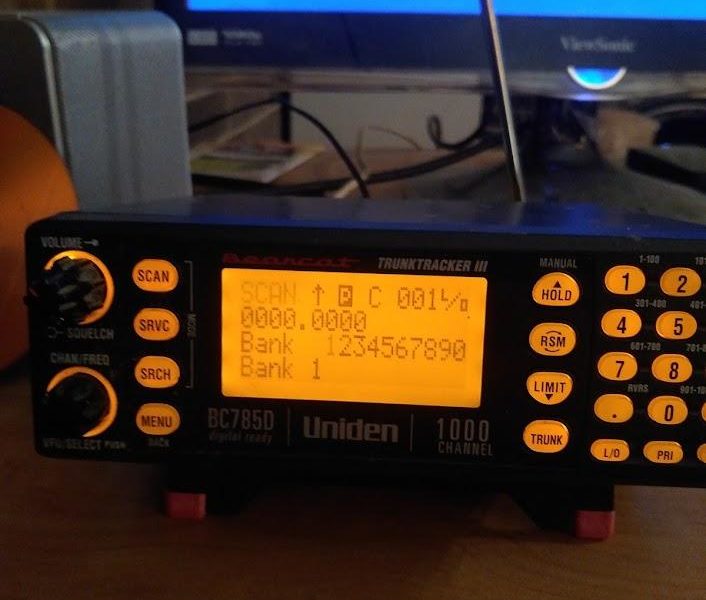 ViewSonic
VOLUME
Bearcat TRUNKTRACKER III
MANUAL
1-100
SCAN
SCAN ↑ P C 001
HOLD
1 2
SQUELCH
0000.0000
301-400
CHAN/FREQ
SRVC
MODE
Bank 1234567890
RSM
4 5
Bank 1
601-700
SRCH
LIMIT
7 8
RVRS
MENU
BC785D Uniden 1000
digital ready CHANNEL
TRUNK
. 0
VFO/SELECT PUSH
BACK
L/O PRI